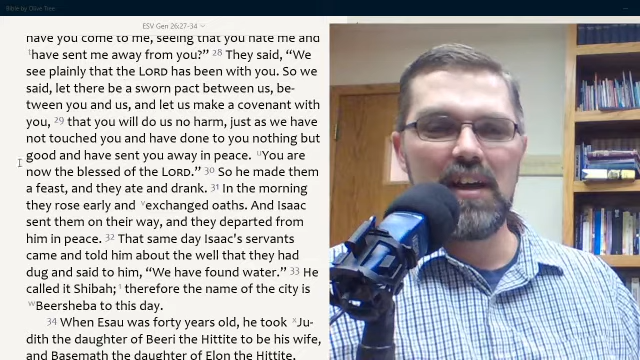 Bible by Olive Tree
ESV Gen 26:27-34
have you come to me, seeing that you hate me and
have sent me away from you?” 28 They said, “We
see plainly that the LORD has been with you. So we
said, let there be a sworn pact between us, be-
tween you and us, and let us make a covenant with
you, 29 that you will do us no harm, just as we have
not touched you and have done to you nothing but
good and have sent you away in peace. u You are
now the blessed of the LORD.” 30 So he made them
a feast, and they ate and drank. 31 In the morning
they rose early and v exchanged oaths. And Isaac
sent them on their way, and they departed from
him in peace. 32 That same day Isaac’s servants
came and told him about the well that they had
dug and said to him, “We have found water.” 33 He
called it Shibah; therefore the name of the city is
w Beersheba to this day.
34 When Esau was forty years old, he took x Ju-
dith the daughter of Beeri the Hittite to be his wife,
and Basemath the daughter of Elon the Hittite,